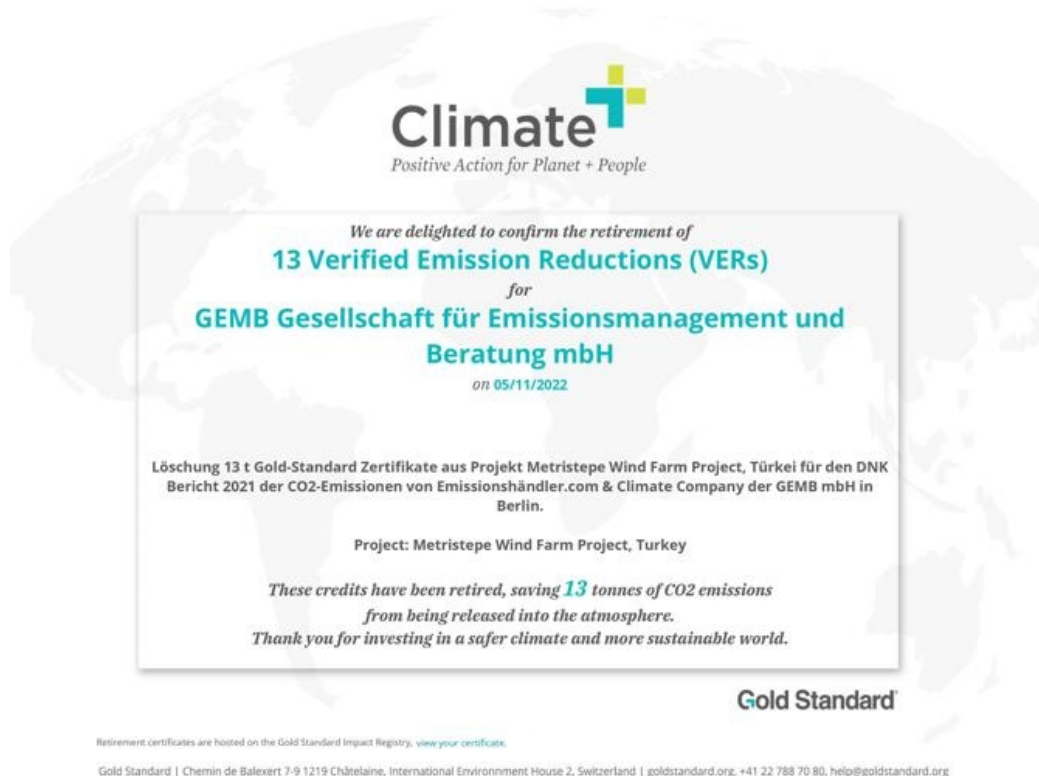 Climate
Positive Action for Planet + People
We are delighted to confirm the retirement of
13 Verified Emission Reductions (VERs)
for
GEMB Gesellschaft für Emissionsmanagement und
Beratung mbH
on 05/11/2022
Löschung 13 t Gold-Standard Zertifikate aus Projekt Metristepe Wind Farm Project, Türkei für den DNK
Bericht 2021 der CO2-Emissionen von Emissionshändler.com & Climate Company der GEMB mbH in
Berlin.
Project: Metristepe Wind Farm Project, Turkey
These credits have been retired, saving 13 tonnes of CO2 emissions
from being released into the atmosphere.
Thank you for investing in a safer climate and more sustainable world.
Gold Standard
Retirement certificates are hosted on the Gold Standard Impact Registry, view your certificate.
Gold Standard | Chemin de Balexert 7-9 1219 Châtelaine, International Environnment House 2, Switzerland | goldstandard.org, +41 22 788 70 80, help@goldstandard.org